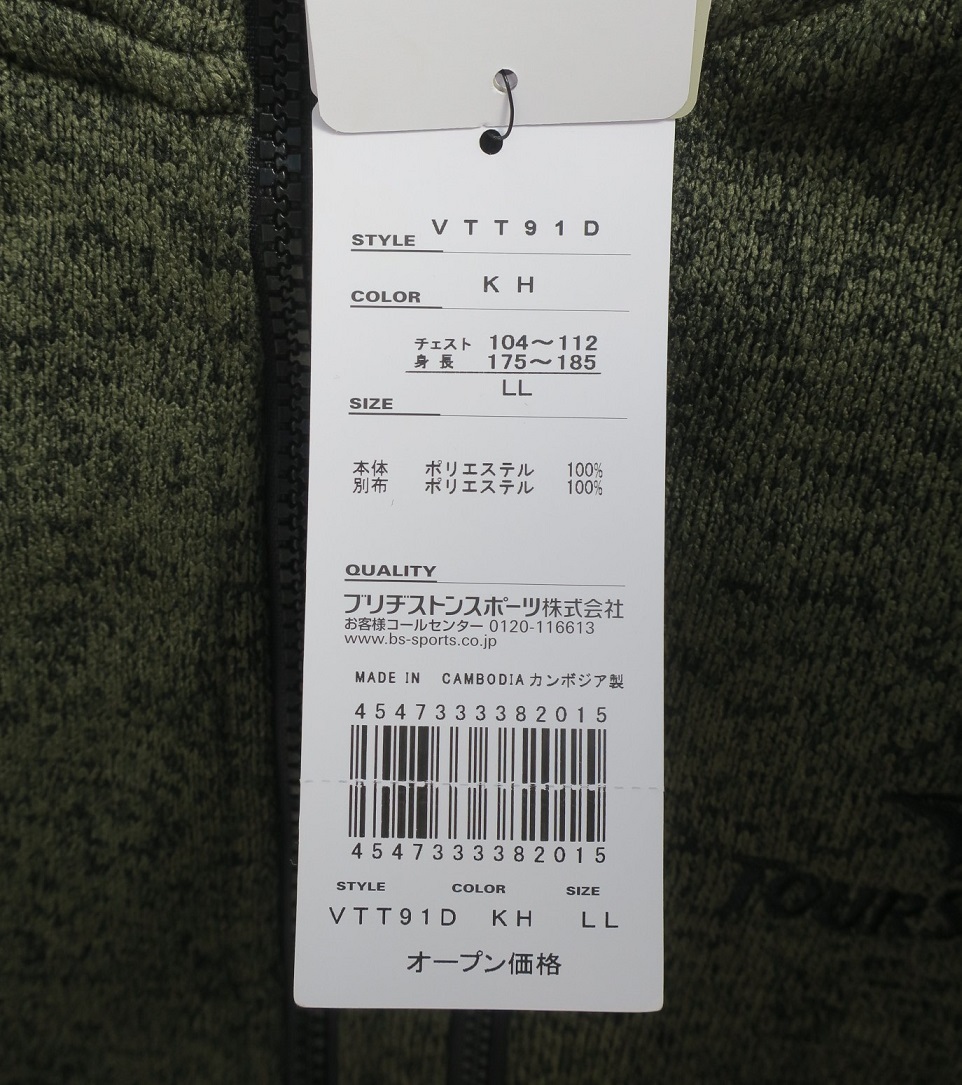 STYLE VTT91D
COLOR KH
チェスト 104〜112
身長 175〜185
LL
SIZE
本体 ポリエステル 100%
別布 ポリエステル 100%
QUALITY
ブリヂストンスポーツ株式会社
お客様コールセンター 0120-116613
www.bs-sports.co.jp
MADE IN CAMBODIA カンボジア製
4547333382015
4547333382015
STYLE COLOR SIZE
VTT91D KH LL
オープン価格
TOURS